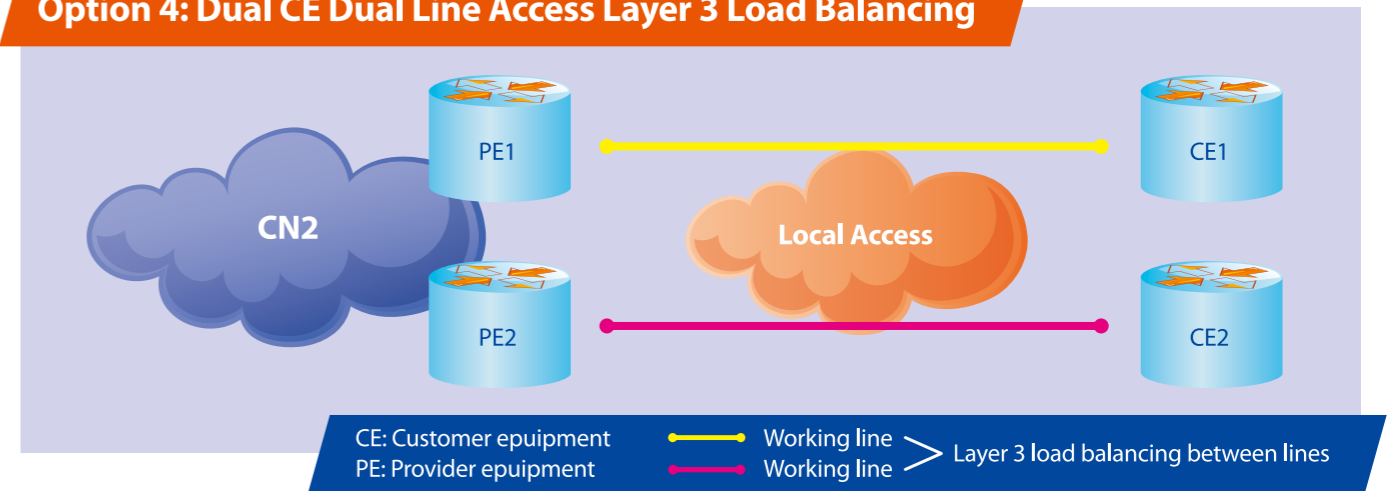 Option 4: Dual CE Dual Line Access Layer 3 Load Balancing
PE1
CE1
CN2
Local Access
PE2
CE2
CE: Customer epuipment
Working line
PE: Provider epuipment
Working line
Layer 3 load balancing between lines